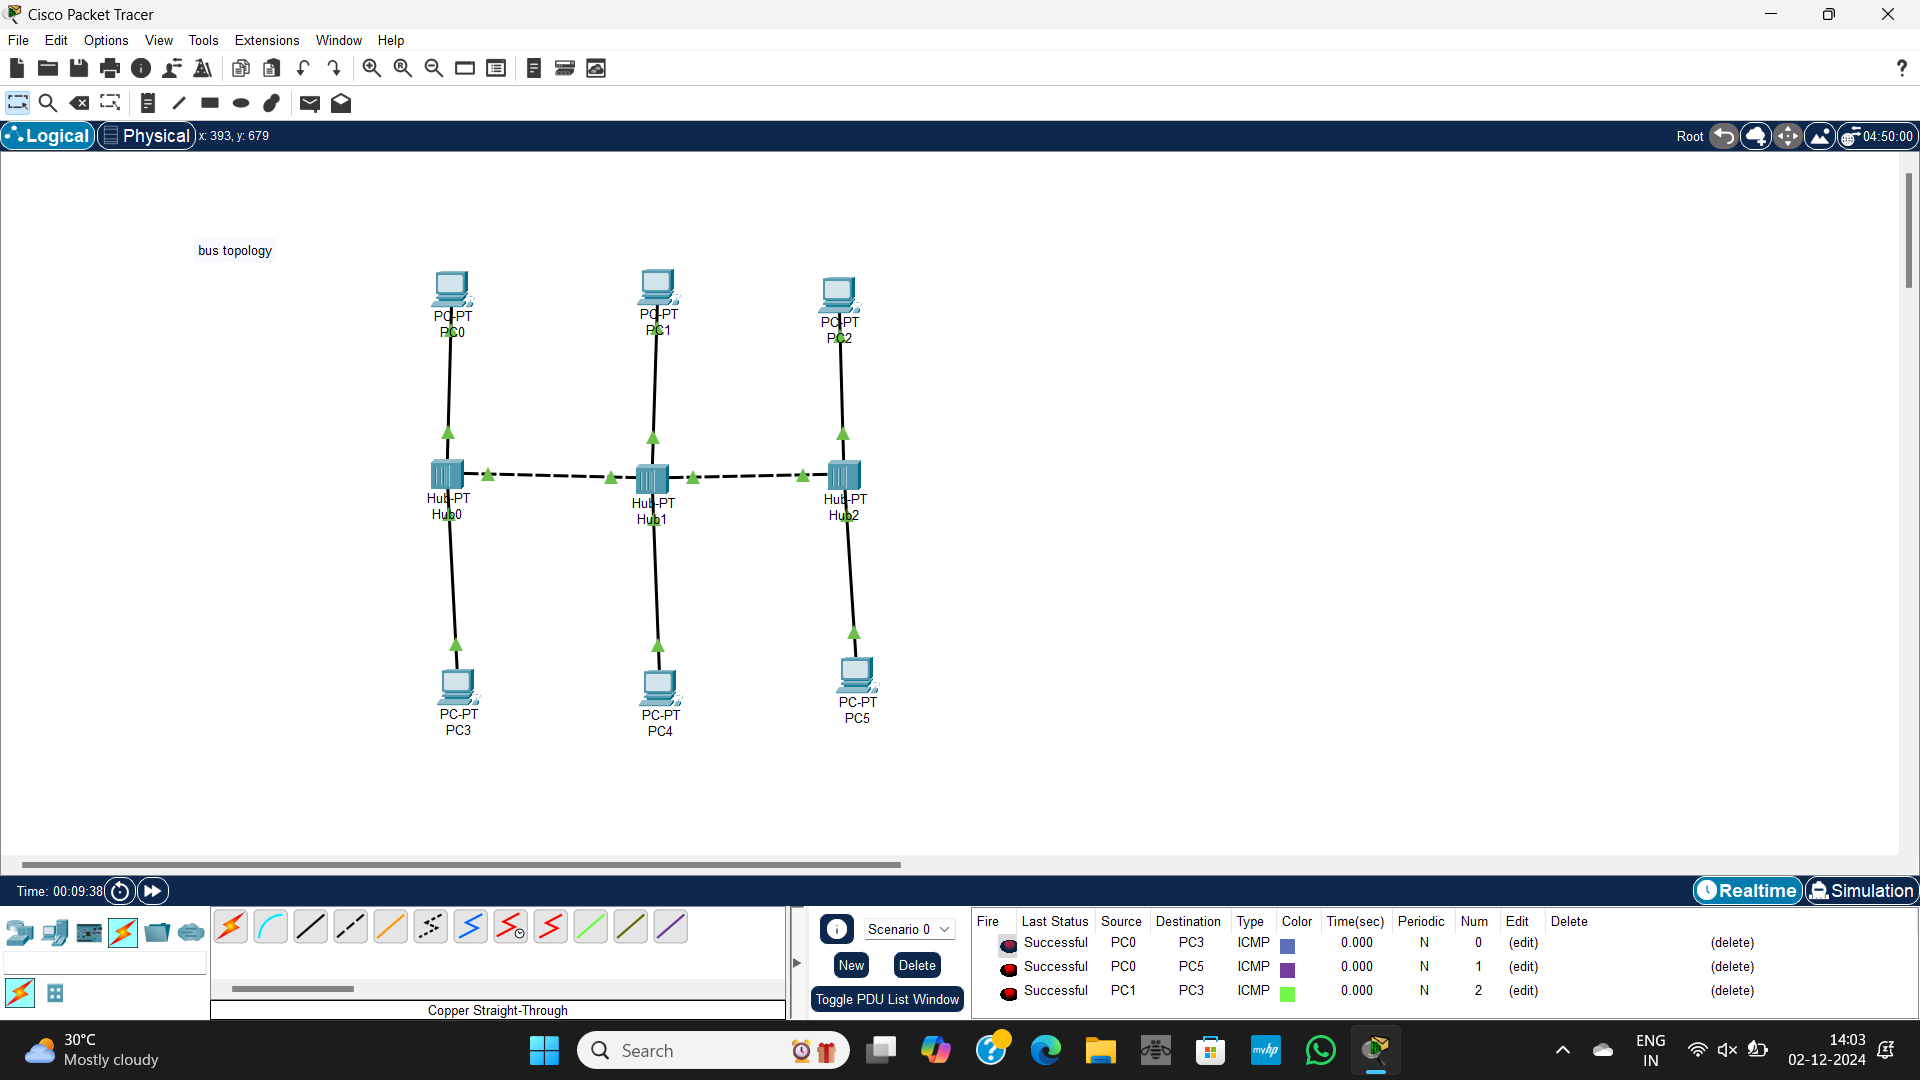 Cisco Packet Tracer
File Edit Options View Tools Extensions Window Help
?
Logical Physical x: 393, y: 679 Root 04:50:00
bus topology
PC-PT
PC0
PC-PT
PC1
PC-PT
PC2
Hub-PT
Hub0
Hub-PT
Hub1
Hub-PT
Hub2
PC-PT
PC3
PC-PT
PC4
PC-PT
PC5
Time: 00:09:38 Realtime Simulation
Scenario 0
New Delete
Toggle PDU List Window
Copper Straight-Through
Fire Last Status Source Destination Type Color Time(sec) Periodic Num Edit Delete
Successful PC0 PC3 ICMP 0.000 N 0 (edit) (delete)
Successful PC0 PC5 ICMP 0.000 N 1 (edit) (delete)
Successful PC1 PC3 ICMP 0.000 N 2 (edit) (delete)
30°C
Mostly cloudy
Search
myhp
ENG
IN
14:03
02-12-2024